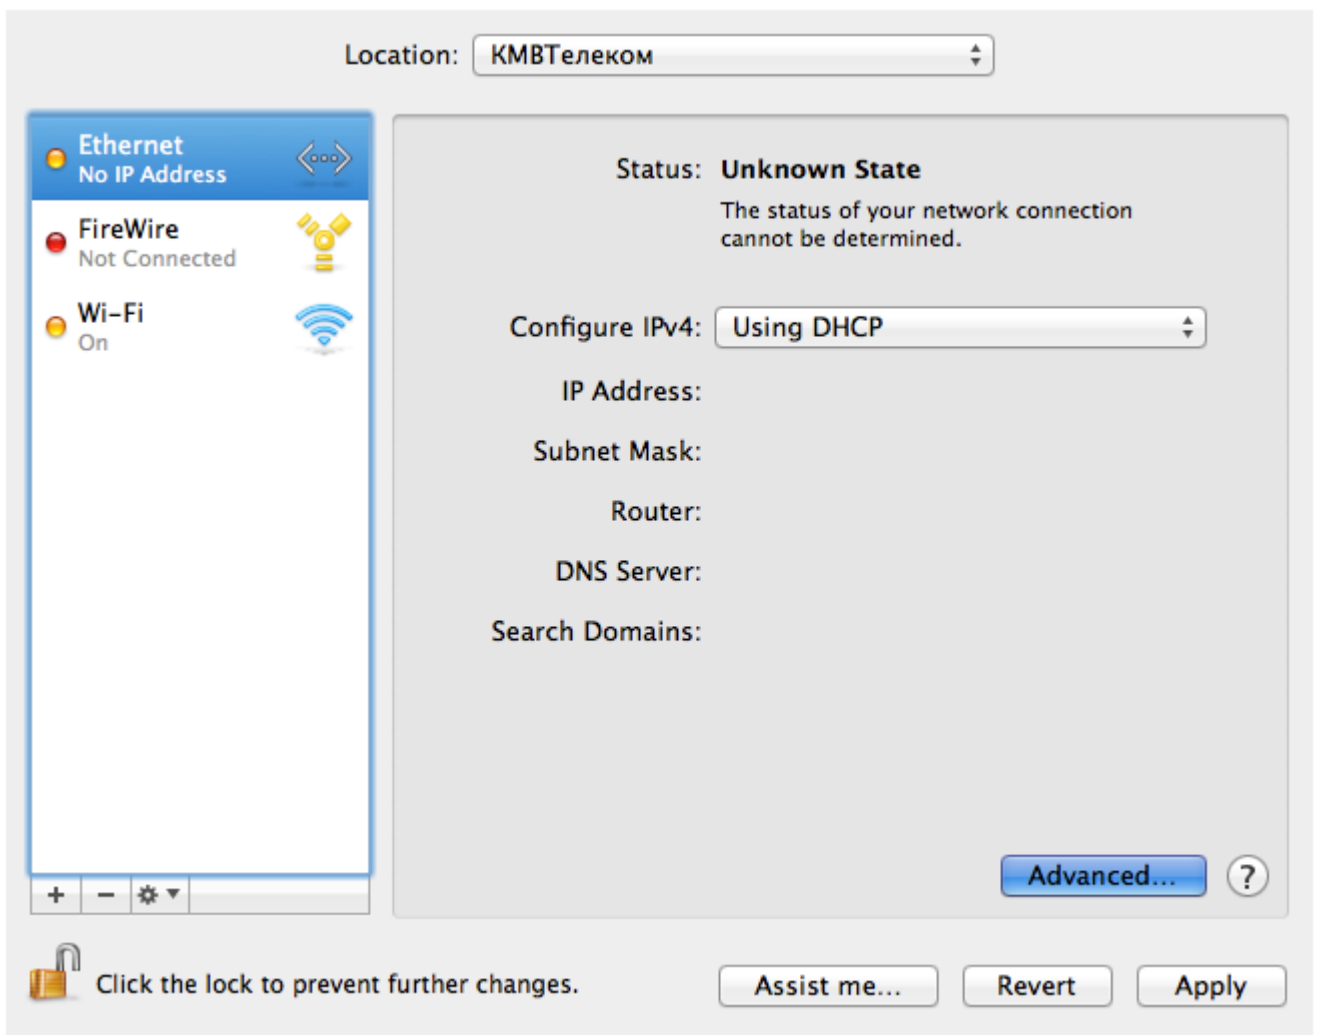 Location: КМВТелеком
Ethernet
No IP Address
FireWire
Not Connected
Wi-Fi
On
Status: Unknown State
The status of your network connection
cannot be determined.
Configure IPv4: Using DHCP
IP Address:
Subnet Mask:
Router:
DNS Server:
Search Domains:
Advanced... ?
Click the lock to prevent further changes.
Assist me... Revert Apply